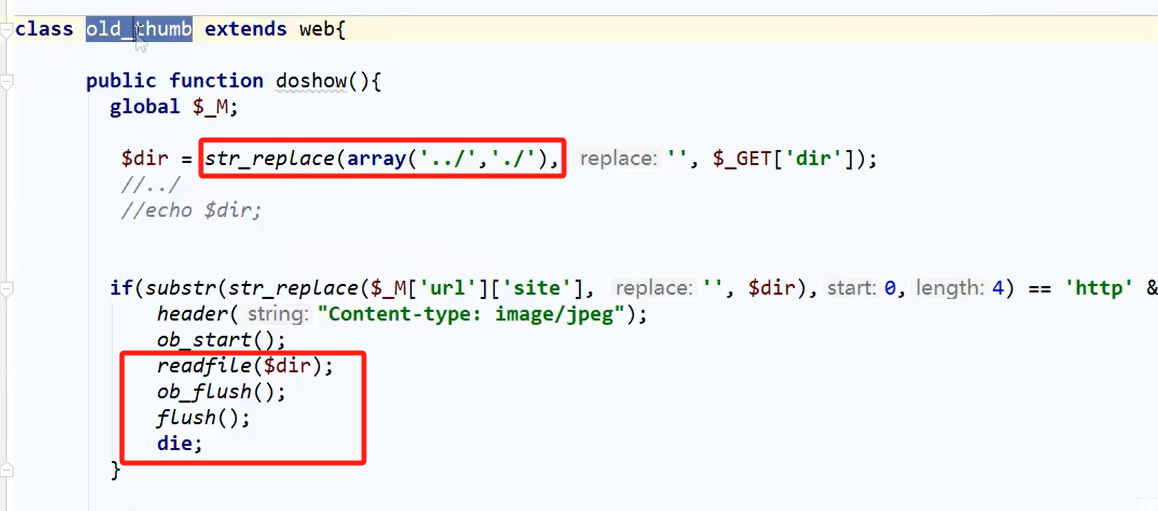 class old_thumb extends web{
public function doshow(){
global $_M;
$dir = str_replace(array('../','./'), replace: '', $_GET['dir']);
//../
//echo $dir;
if(substr(str_replace($_M['url']['site'], replace: '', $dir), start: 0, length: 4) == 'http' &
header( string: "Content-type: image/jpeg");
ob_start();
readfile($dir);
ob_flush();
flush();
die;
}